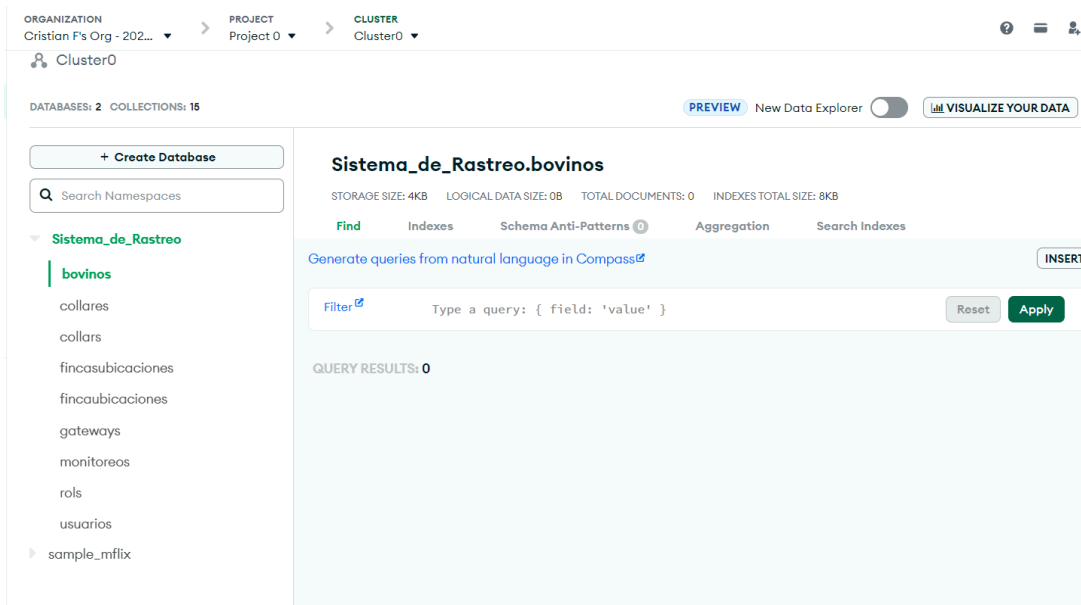 ORGANIZATION PROJECT CLUSTER
Cristian F's Org - 202... Project 0 Cluster0
Cluster0
DATABASES: 2 COLLECTIONS: 15
PREVIEW New Data Explorer VISUALIZE YOUR DATA
+ Create Database
Search Namespaces
Sistema_de_Rastreo
bovinos
collares
collars
fincasubicaciones
fincaubicaciones
gateways
monitoreos
rols
usuarios
sample_mflix
Sistema_de_Rastreo.bovinos
STORAGE SIZE: 4KB LOGICAL DATA SIZE: 0B TOTAL DOCUMENTS: 0 INDEXES TOTAL SIZE: 8KB
Find Indexes Schema Anti-Patterns 0 Aggregation Search Indexes
Generate queries from natural language in Compass
INSERT
Filter Type a query: { field: 'value' } Reset Apply
QUERY RESULTS: 0